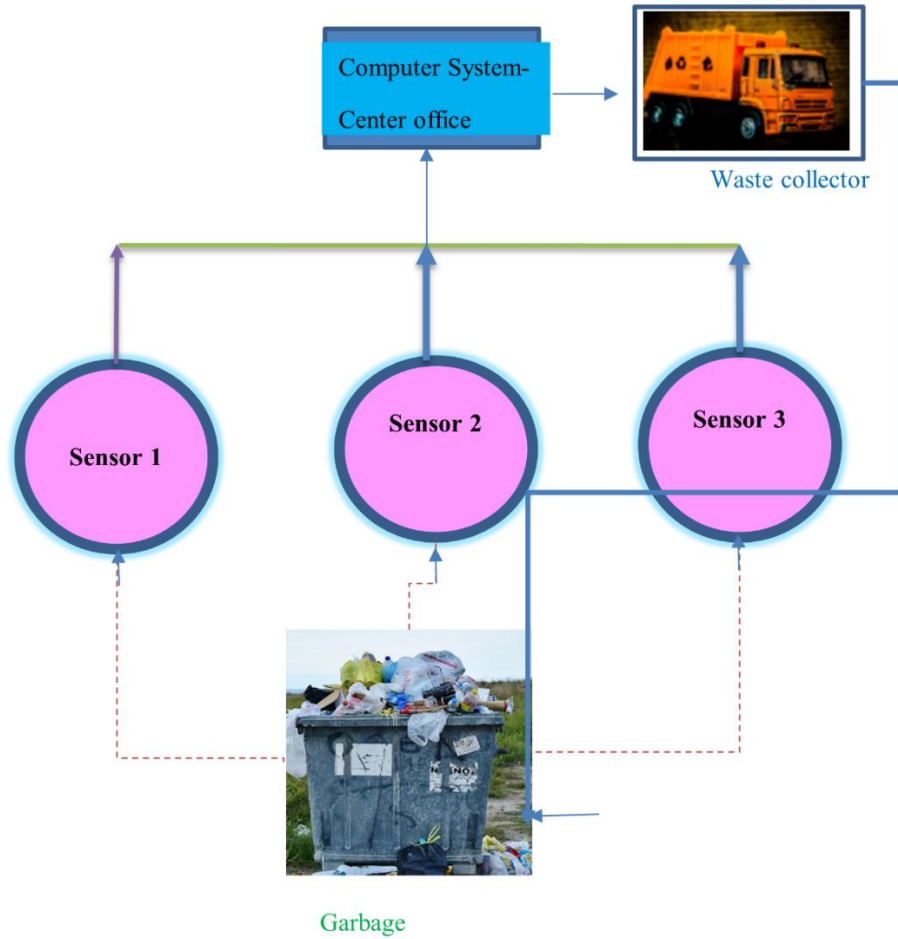 Computer System-
Center office
Waste collector
Sensor 1
Sensor 2
Sensor 3
Garbage